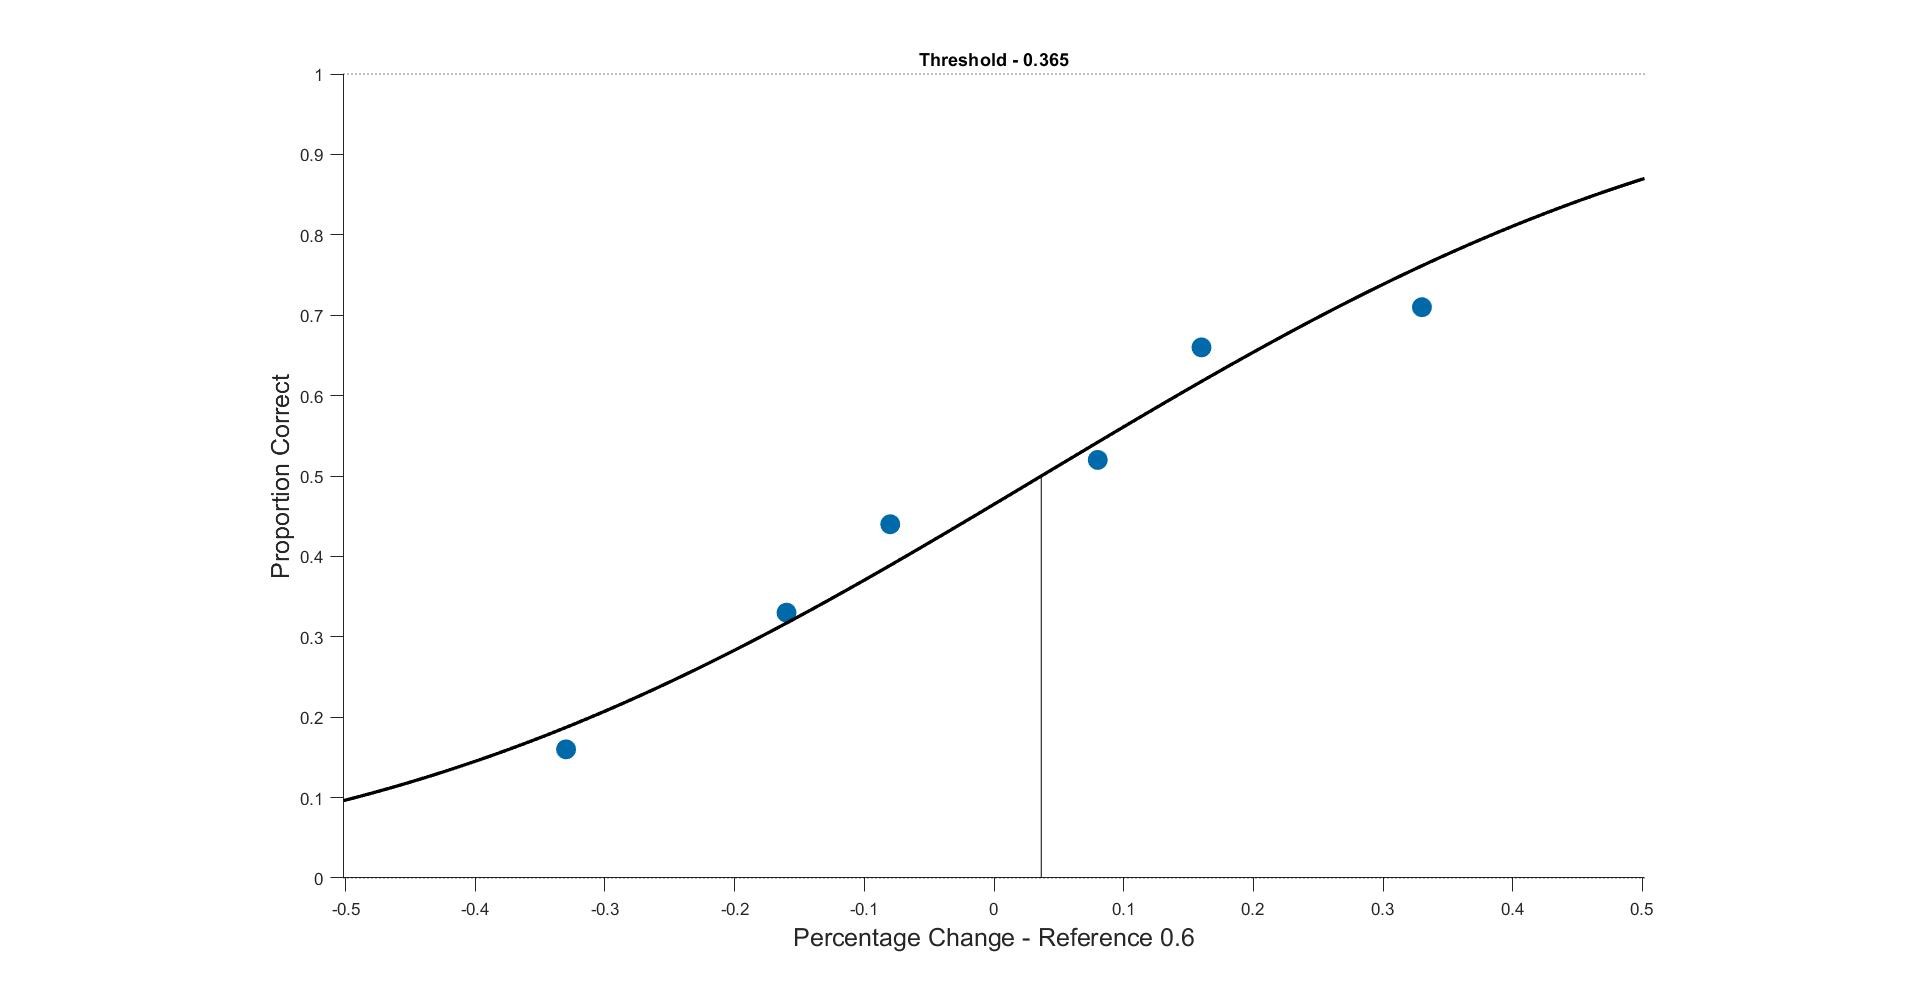 Threshold - 0.365
1
0.9
0.8
0.7
0.6
0.5
0.4
0.3
0.2
0.1
0
Proportion Correct
-0.5 -0.4 -0.3 -0.2 -0.1 0 0.1 0.2 0.3 0.4 0.5
Percentage Change - Reference 0.6